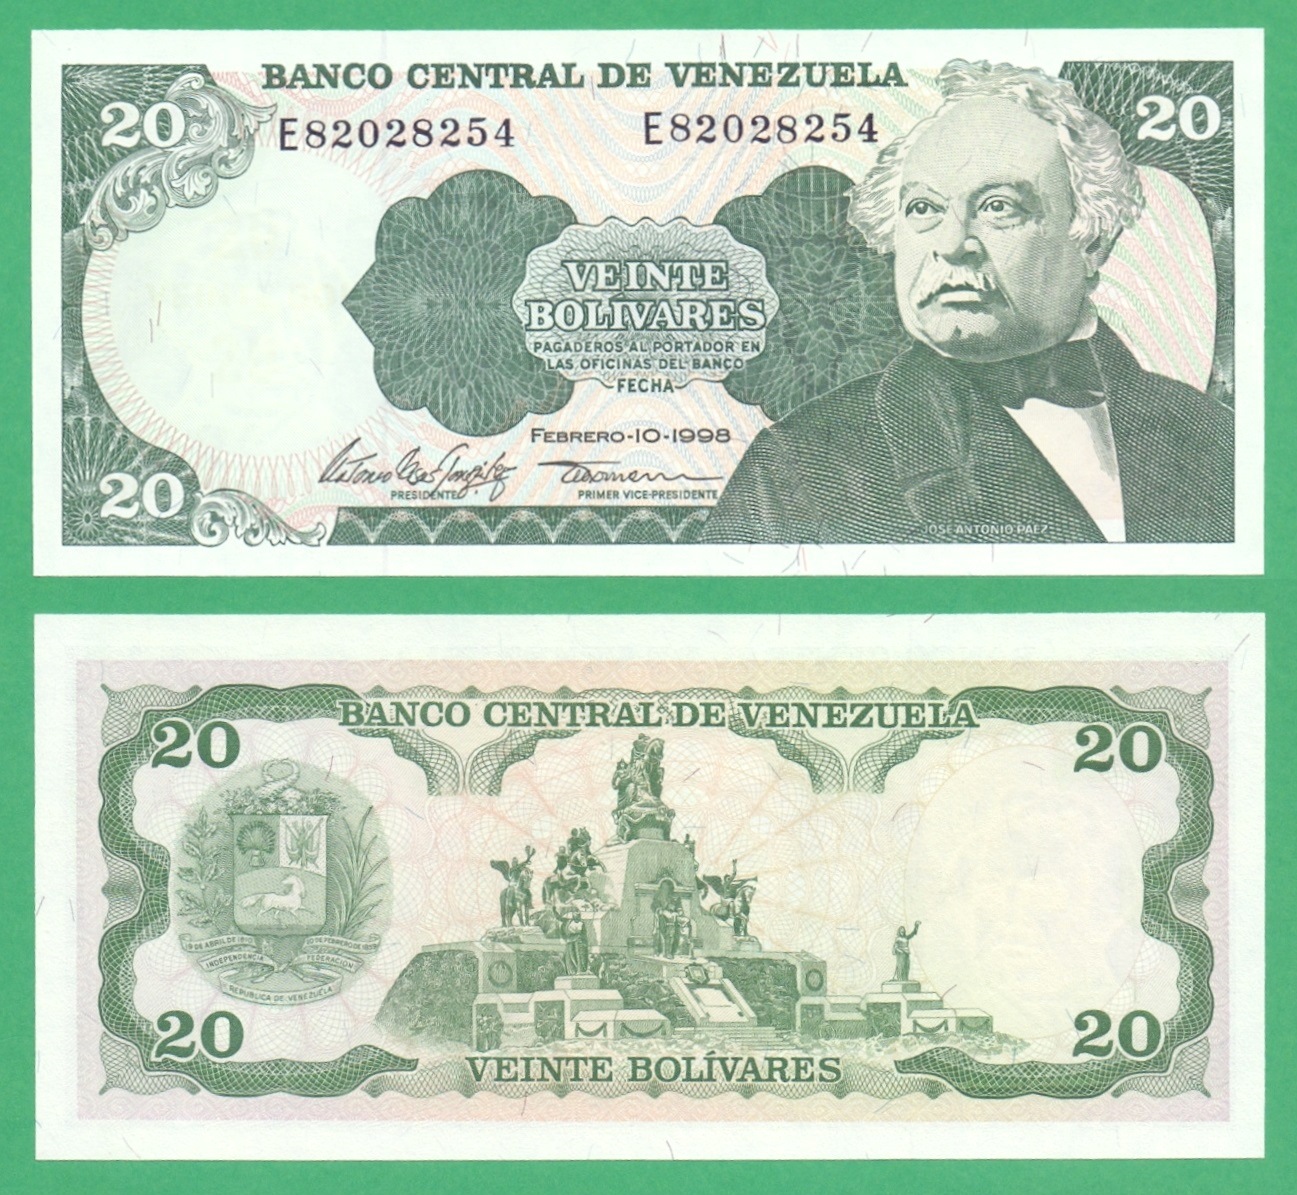 BANCO CENTRAL DE VENEZUELA
20
20
E82028254
E82028254
VEINTE
BOLIVARES
PAGADEROS AL PORTADOR EN
LAS OFICINAS DEL BANCO
FECHA
FEBRERO-10-1998
PRESIDENTE
PRIMER VICE-PRESIDENTE
20
JOSE ANTONIO PAEZ
BANCO CENTRAL DE VENEZUELA
20
20
19 DE ABRIL DE 1810
20 DE FEBRERO DE 1859
INDEPENDENCIA
FEDERACIÓN
REPUBLICA DE VENEZUELA
20
20
VEINTE BOLÍVARES